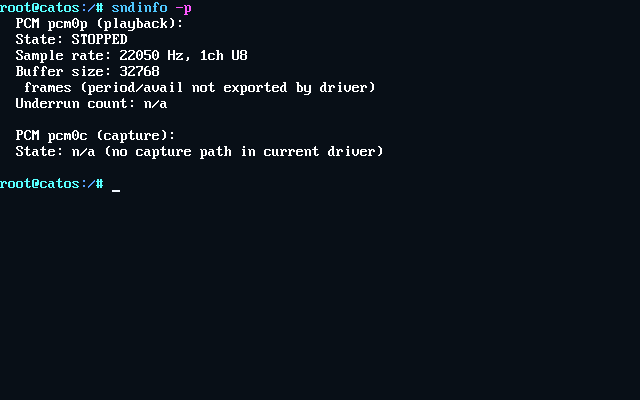 root@catos:/# sndinfo -p
PCM pcm0p (playback):
State: STOPPED
Sample rate: 22050 Hz, 1ch U8
Buffer size: 32768
frames (period/avail not exported by driver)
Underrun count: n/a
PCM pcm0c (capture):
State: n/a (no capture path in current driver)
root@catos:/# _